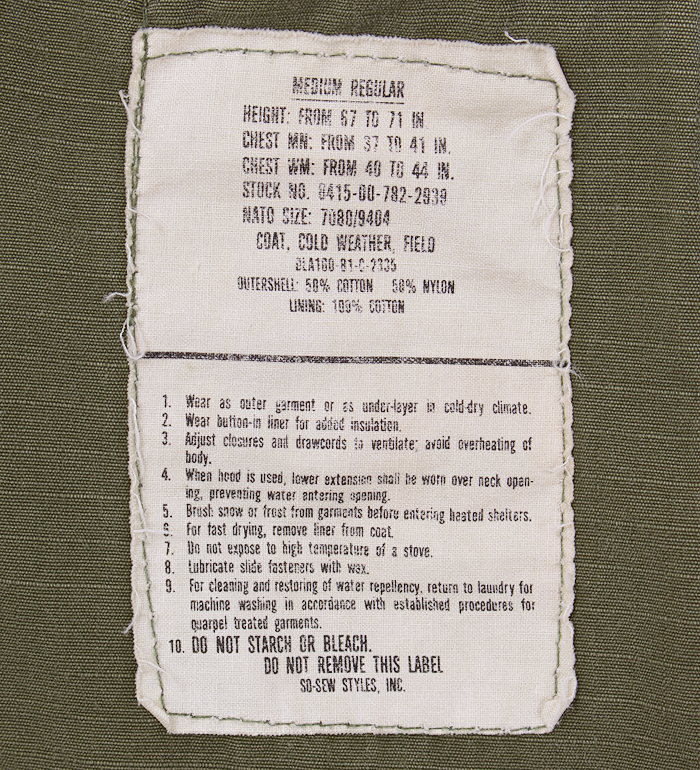 MEDIUM REGULAR
HEIGHT: FROM 67 TO 71 IN.
CHEST MN: FROM 37 TO 41 IN.
CHEST WM: FROM 40 TO 44 IN.
STOCK NO. 8415-00-782-2939
NATO SIZE: 7080/9404
COAT, COLD WEATHER, FIELD
DLA100-81-C-2335
OUTERSHELL: 50% COTTON 50% NYLON
LINING: 100% COTTON
1. Wear as outer garment or as under-layer in cold-dry climate.
2. Wear button-in liner for added insulation.
3. Adjust closures and drawcords to ventilate; avoid overheating of
body.
4. When hood is used, lower extension shall be worn over neck open-
ing, preventing water entering opening.
5. Brush snow or frost from garments before entering heated shelters.
6. For fast drying, remove liner from coat.
7. Do not expose to high temperature of a stove.
8. Lubricate slide fasteners with wax.
9. For cleaning and restoring of water repellency, return to laundry for
machine washing in accordance with established procedures for
quarpel treated garments.
10. DO NOT STARCH OR BLEACH.
DO NOT REMOVE THIS LABEL
SO-SEW STYLES, INC.